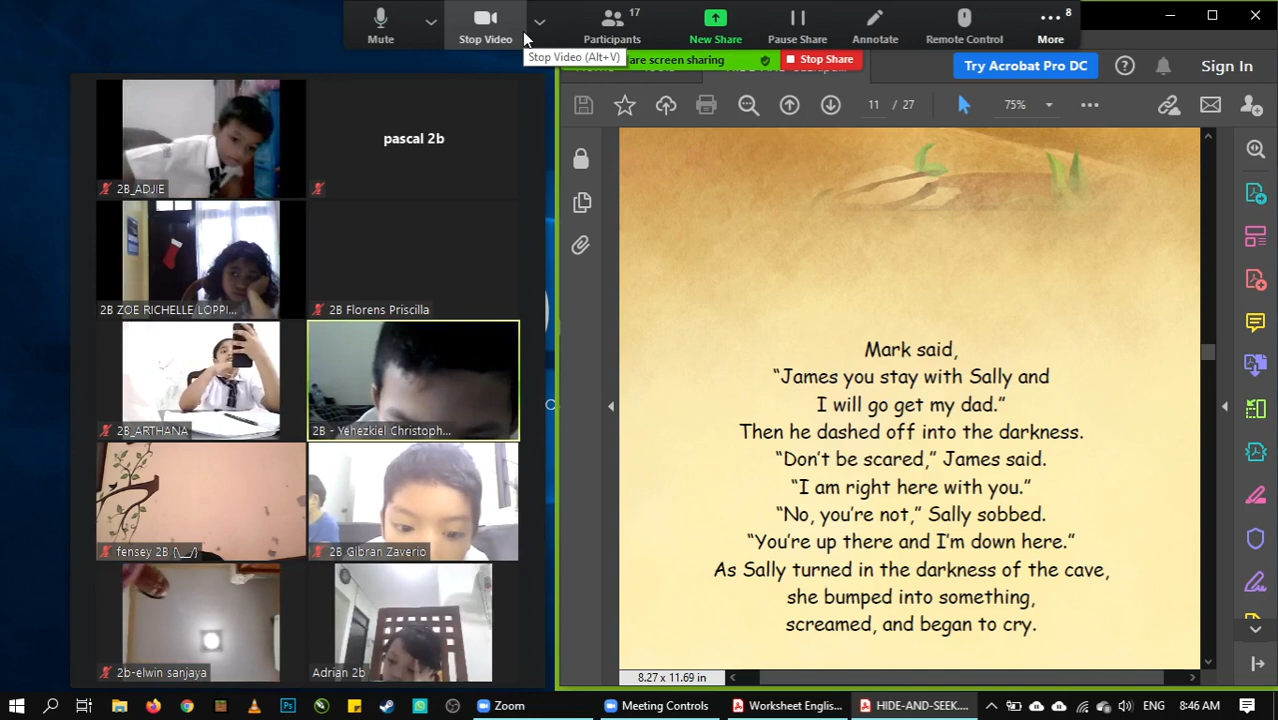 17
8
Mute
Stop Video
Participants
New Share
Pause Share
Annotate
Remote Control
More
Stop Video (Alt+V)
are screen sharing
Stop Share
Try Acrobat Pro DC
Sign In
11 / 27
75%
2B_ADJIE
pascal 2b
2B ZOE RICHELLE LOPPI...
2B Florens Priscilla
2B_ARTHANA
2B - Yehezkiel Christoph...
fensey 2B {\__/}
2B Gibran Zaverio
2b-elwin sanjaya
Adrian 2b
Mark said,
“James you stay with Sally and
I will go get my dad.”
Then he dashed off into the darkness.
“Don’t be scared,” James said.
“I am right here with you.”
“No, you’re not,” Sally sobbed.
“You’re up there and I’m down here.”
As Sally turned in the darkness of the cave,
she bumped into something,
screamed, and began to cry.
8.27 x 11.69 in
Zoom
Meeting Controls
Worksheet Englis...
HIDE-AND-SEEK....
8:46 AM